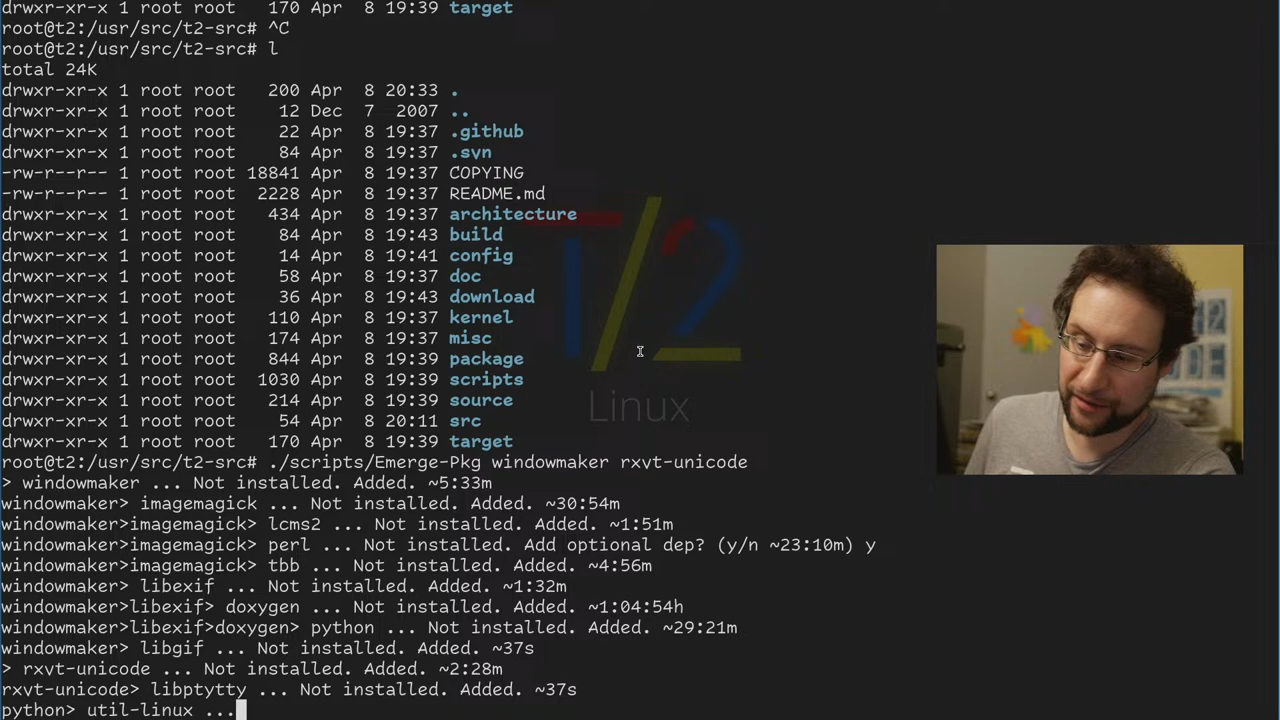 drwxr-xr-x 1 root root   170 Apr  8 19:39 target
root@t2:/usr/src/t2-src# ^C
root@t2:/usr/src/t2-src# l
total 24K
drwxr-xr-x 1 root root   200 Apr  8 20:33 .
drwxr-xr-x 1 root root    12 Dec  7  2007 ..
drwxr-xr-x 1 root root    22 Apr  8 19:37 .github
drwxr-xr-x 1 root root    84 Apr  8 19:37 .svn
-rw-r--r-- 1 root root 18841 Apr  8 19:37 COPYING
-rw-r--r-- 1 root root  2228 Apr  8 19:37 README.md
drwxr-xr-x 1 root root   434 Apr  8 19:37 architecture
drwxr-xr-x 1 root root    84 Apr  8 19:43 build
drwxr-xr-x 1 root root    14 Apr  8 19:41 config
drwxr-xr-x 1 root root    58 Apr  8 19:37 doc
drwxr-xr-x 1 root root    36 Apr  8 19:43 download
drwxr-xr-x 1 root root   110 Apr  8 19:37 kernel
drwxr-xr-x 1 root root   174 Apr  8 19:37 misc
drwxr-xr-x 1 root root   844 Apr  8 19:39 package
drwxr-xr-x 1 root root  1030 Apr  8 19:39 scripts
drwxr-xr-x 1 root root   214 Apr  8 19:39 source
drwxr-xr-x 1 root root    54 Apr  8 20:11 src
drwxr-xr-x 1 root root   170 Apr  8 19:39 target
T/2
Linux
root@t2:/usr/src/t2-src# ./scripts/Emerge-Pkg windowmaker rxvt-unicode
> windowmaker ... Not installed. Added. ~5:33m
windowmaker> imagemagick ... Not installed. Added. ~30:54m
windowmaker>imagemagick> lcms2 ... Not installed. Added. ~1:51m
windowmaker>imagemagick> perl ... Not installed. Add optional dep? (y/n ~23:10m) y
windowmaker>imagemagick> tbb ... Not installed. Added. ~4:56m
windowmaker> libexif ... Not installed. Added. ~1:32m
windowmaker>libexif> doxygen ... Not installed. Added. ~1:04:54h
windowmaker>libexif>doxygen> python ... Not installed. Added. ~29:21m
windowmaker> libgif ... Not installed. Added. ~37s
> rxvt-unicode ... Not installed. Added. ~2:28m
rxvt-unicode> libptytty ... Not installed. Added. ~37s
python> util-linux ...